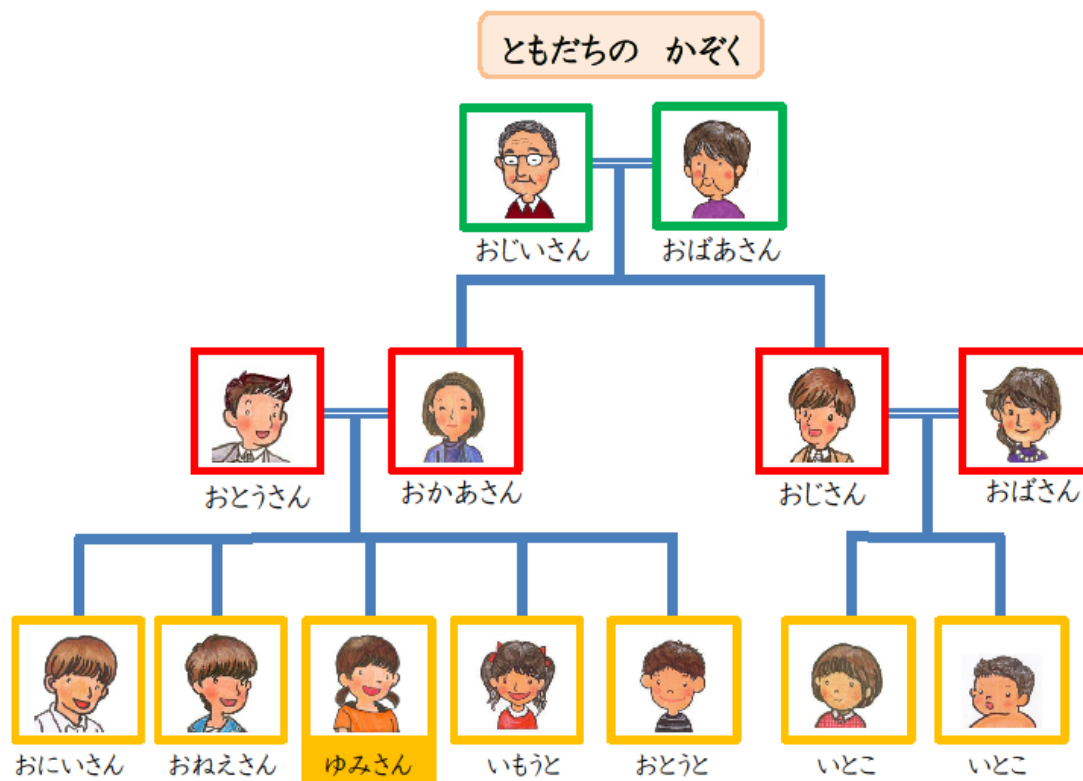 ともだちの　かぞく
おじいさん
おばあさん
おとうさん
おかあさん
おじさん
おばさん
おにいさん
おねえさん
ゆみさん
いもうと
おとうと
いとこ
いとこ